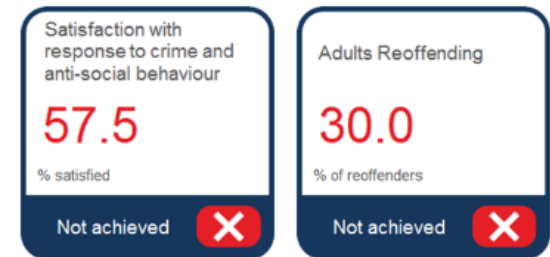 Satisfaction with
response to crime and
anti-social behaviour
57.5
% satisfied
Not achieved
Adults Reoffending
30.0
% of reoffenders
Not achieved